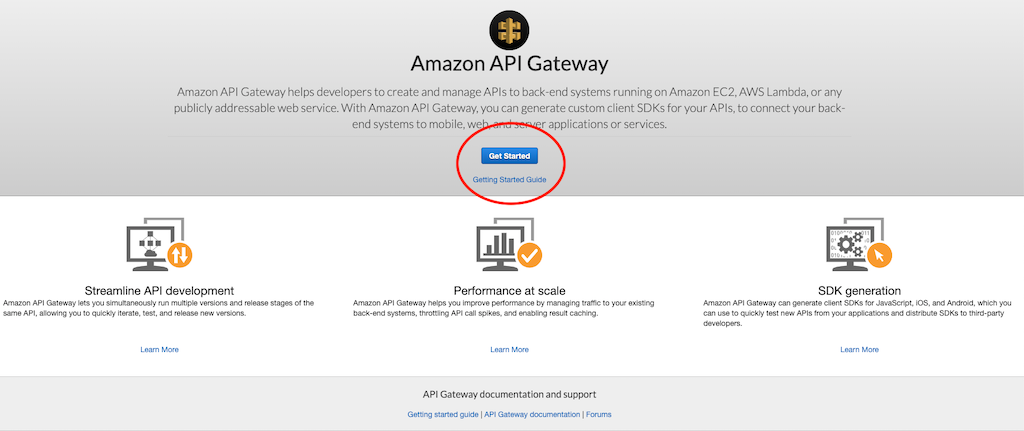 Amazon API Gateway
Amazon API Gateway helps developers to create and manage APIs to back-end systems running on Amazon EC2, AWS Lambda, or any
publicly addressable web service. With Amazon API Gateway, you can generate custom client SDKs for your APIs, to connect your back-
end systems to mobile, web, and server applications or services.
Get Started
Getting Started Guide
Streamline API development
Amazon API Gateway lets you simultaneously run multiple versions and release stages of the
same API, allowing you to quickly iterate, test, and release new versions.
Learn More
Performance at scale
Amazon API Gateway helps you improve performance by managing traffic to your existing
back-end systems, throttling API call spikes, and enabling result caching.
Learn More
SDK generation
Amazon API Gateway can generate client SDKs for JavaScript, iOS, and Android, which you
can use to quickly test new APIs from your applications and distribute SDKs to third-party
developers.
Learn More
API Gateway documentation and support
Getting started guide | API Gateway documentation | Forums